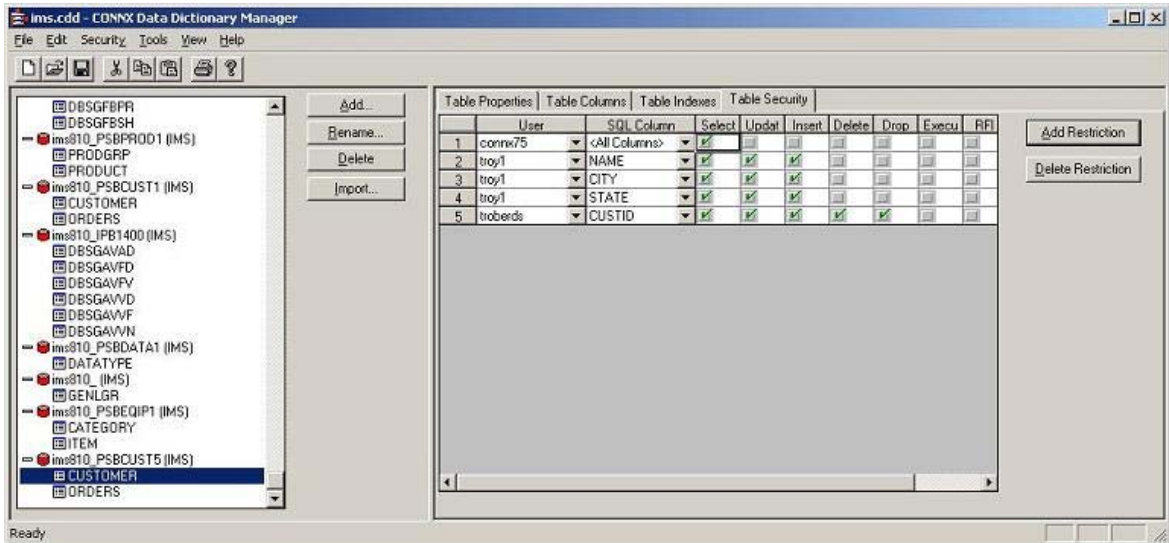 ims.cdd - CONNX Data Dictionary Manager
File Edit Security Tools View Help
DBSGFBPR
DBSGFBSH
ims810_PSBPROD1 (IMS)
PRODGRP
PRODUCT
ims810_PSBCUST1 (IMS)
CUSTOMER
ORDERS
ims810_IPB1400 (IMS)
DBSGAVAD
DBSGAVFD
DBSGAVFV
DBSGAVVD
DBSGAVVF
DBSGAVVN
ims810_PSBDATA1 (IMS)
DATATYPE
ims810_ (IMS)
GENLGR
ims810_PSBEQIP1 (IMS)
CATEGORY
ITEM
ims810_PSBCUST5 (IMS)
CUSTOMER
ORDERS
Add...
Rename...
Delete
Import...
Table Properties Table Columns Table Indexes Table Security
User SQL Column Select Updat Insert Delete Drop Execu RFI
1 connx75 <All Columns>
2 troy1 NAME
3 troy1 CITY
4 troy1 STATE
5 troberds CUSTID
Add Restriction
Delete Restriction
Ready